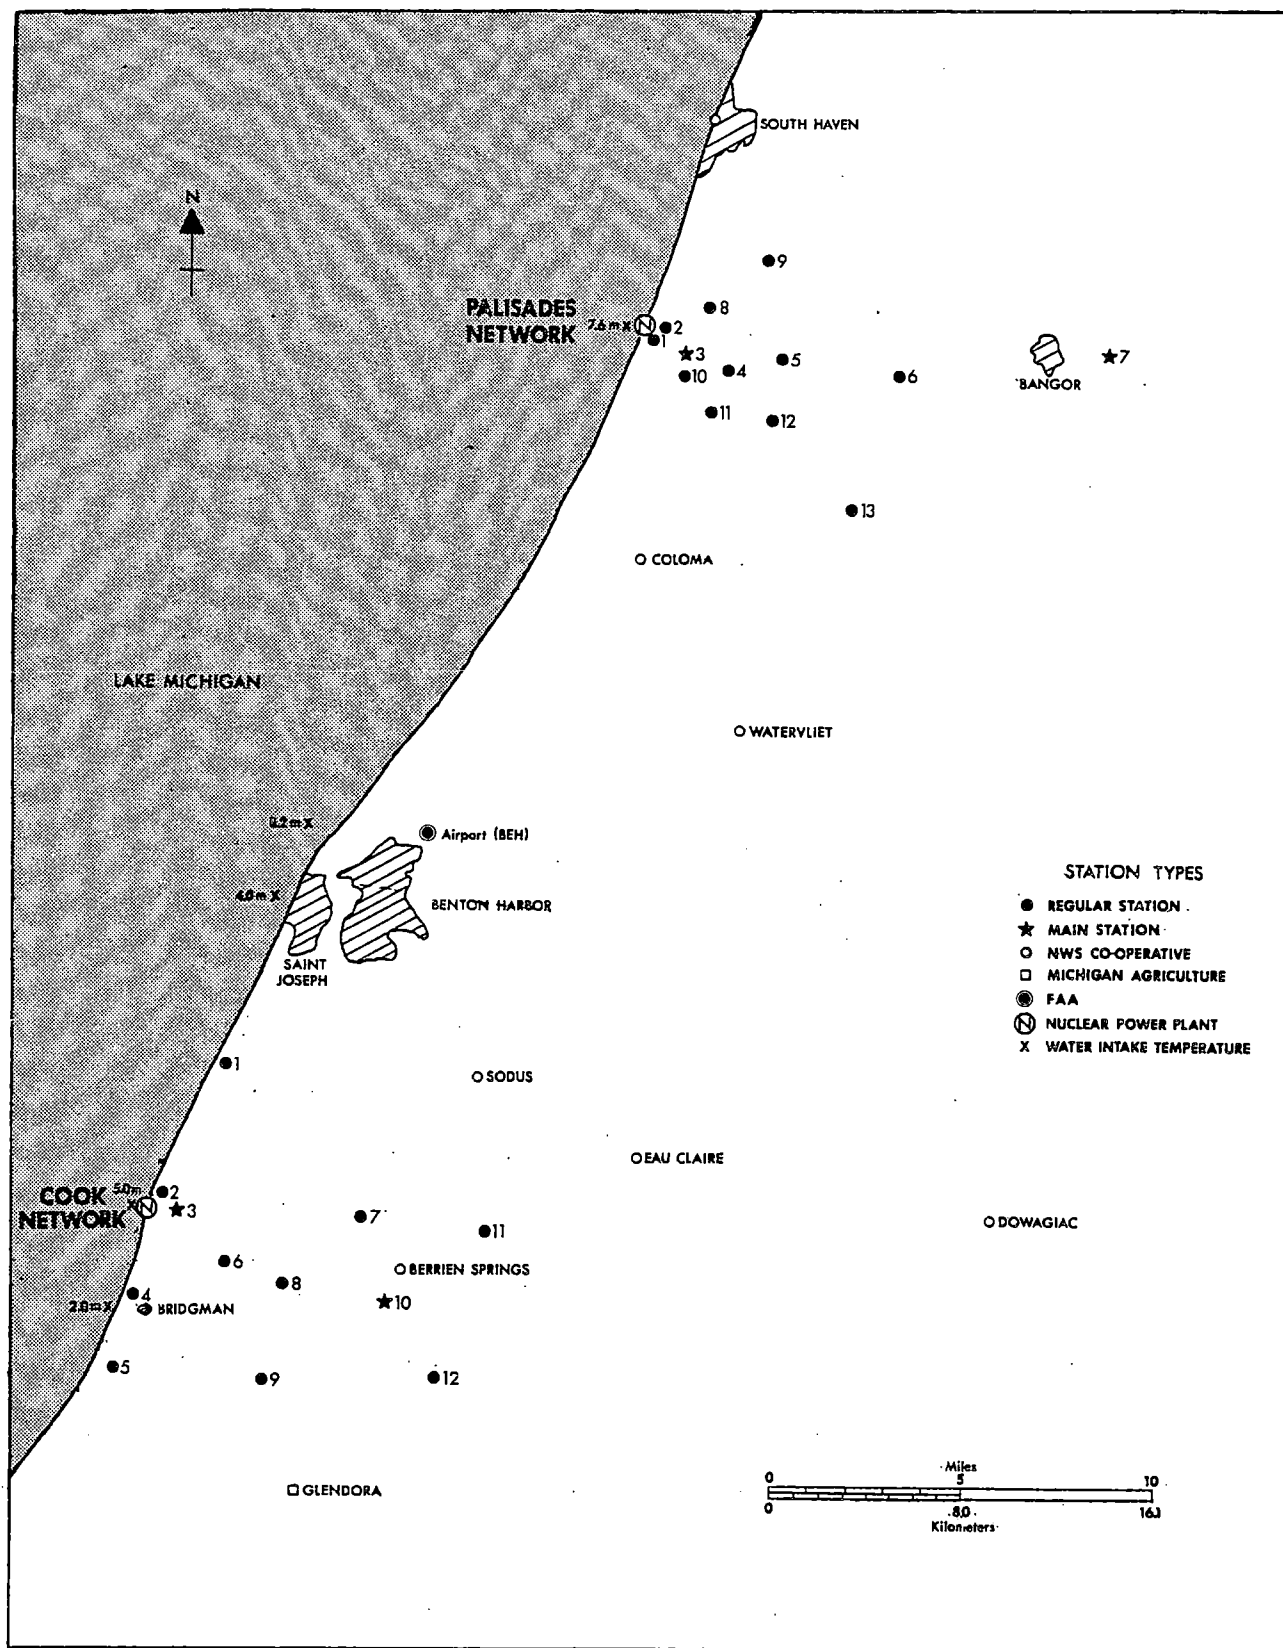 SOUTH HAVEN
N
9
PALISADES
NETWORK
8
7.6 m X
N
2
1
3
5
4
10
6
7
BANGOR
11
12
13
COLOMA
LAKE MICHIGAN
WATERVLIET
m X
Airport (BEH)
STATION TYPES
REGULAR STATION
MAIN STATION
NWS CO-OPERATIVE
MICHIGAN AGRICULTURE
FAA
N NUCLEAR POWER PLANT
X WATER INTAKE TEMPERATURE
m X
BENTON HARBOR
SAINT
JOSEPH
1
SODUS
EAU CLAIRE
COOK
NETWORK
5.0m
X
N
2
3
7
11
DOWAGIAC
6
8
BERRIEN SPRINGS
4
2.0m X
BRIDGMAN
10
5
9
12
GLENDORA
Miles
0 5 10
0 8.0 16.1
Kilometers